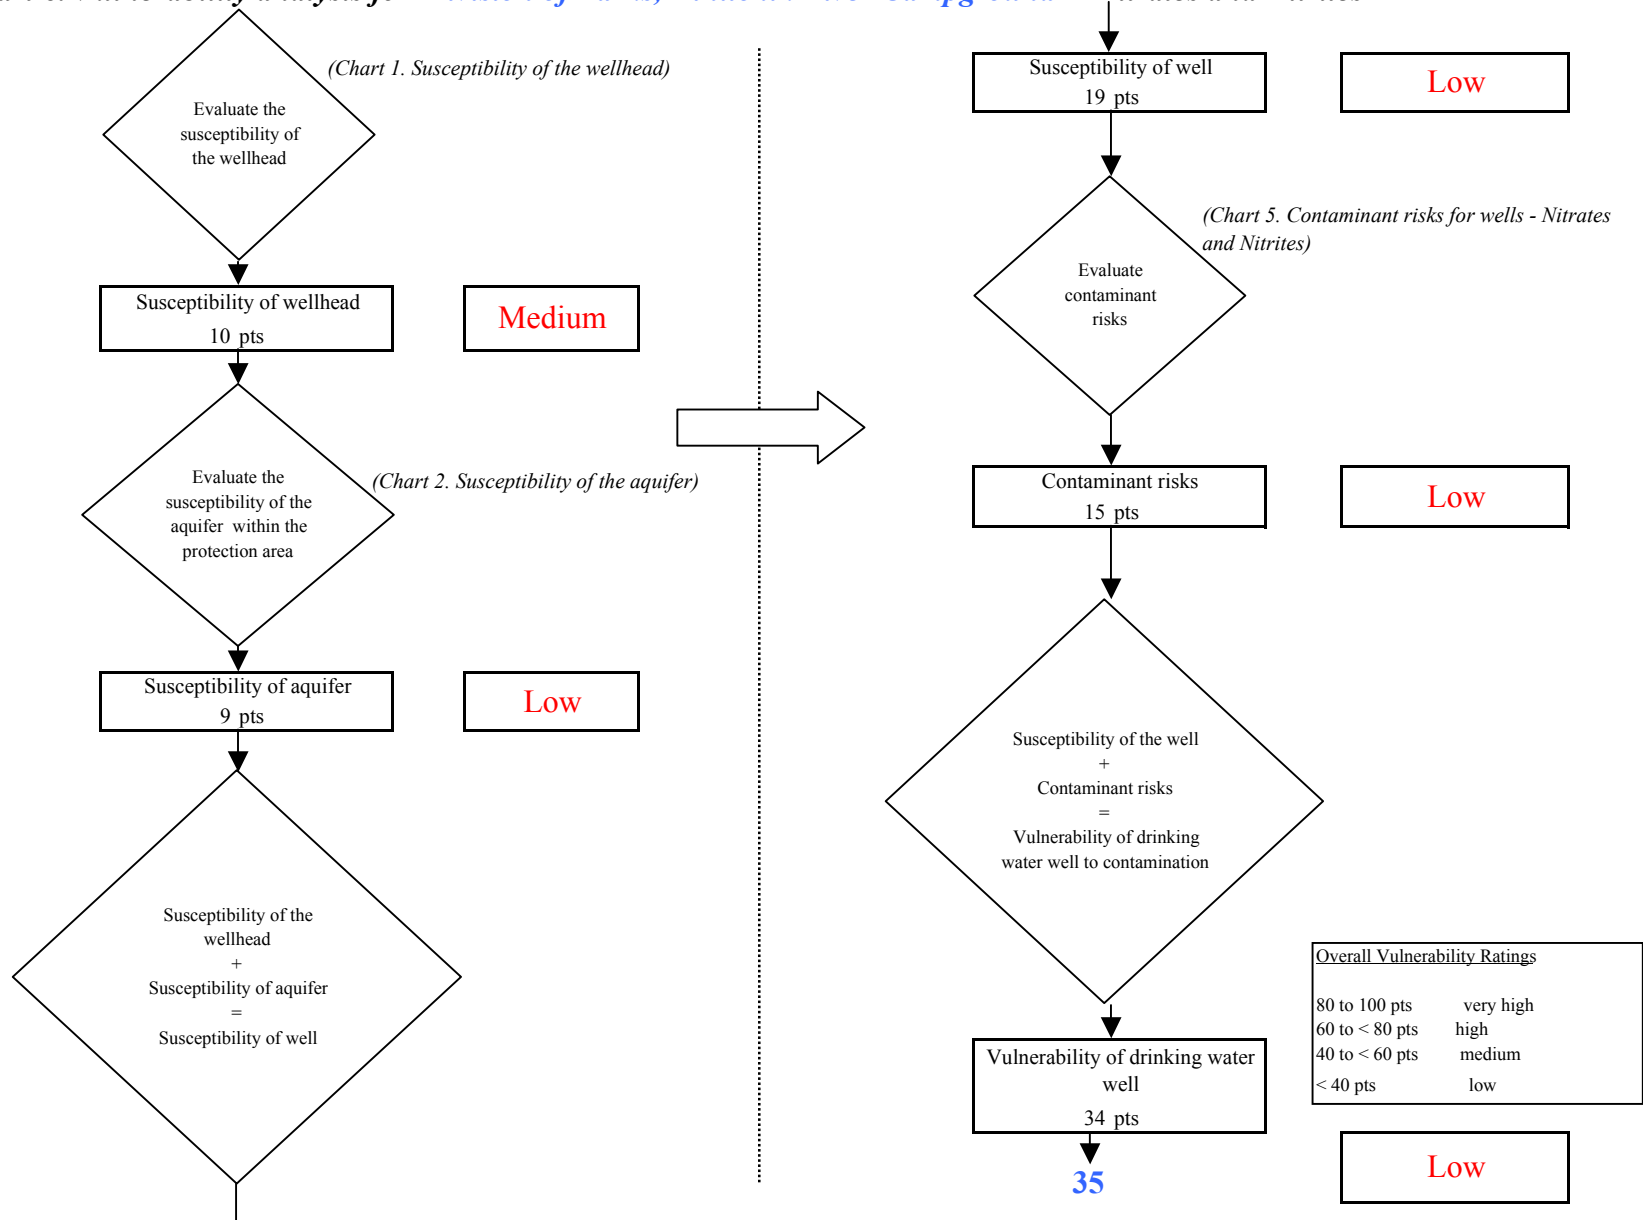 (Chart 1. Susceptibility of the wellhead)
Evaluate the
susceptibility of
the wellhead
Susceptibility of wellhead
10 pts
Medium
(Chart 2. Susceptibility of the aquifer)
Evaluate the
susceptibility of the
aquifer within the
protection area
Susceptibility of aquifer
9 pts
Low
Susceptibility of the
wellhead
+
Susceptibility of aquifer
=
Susceptibility of well
Susceptibility of well
19 pts
Low
(Chart 5. Contaminant risks for wells - Nitrates
and Nitrites)
Evaluate
contaminant
risks
Contaminant risks
15 pts
Low
Susceptibility of the well
+
Contaminant risks
=
Vulnerability of drinking
water well to contamination
Overall Vulnerability Ratings
80 to 100 pts very high
60 to < 80 pts high
40 to < 60 pts medium
< 40 pts low
Vulnerability of drinking water
well
34 pts
35
Low